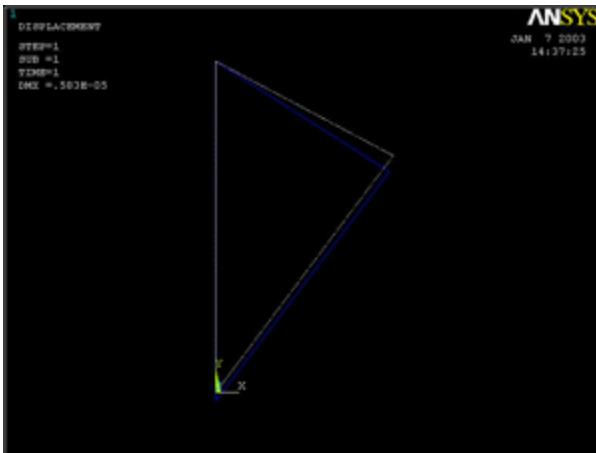 1
DISPLACEMENT
STEP=1
SUB =1
TIME=1
DMX =.583E-05
ANSYS
JAN 7 2003
14:37:25
Y
X